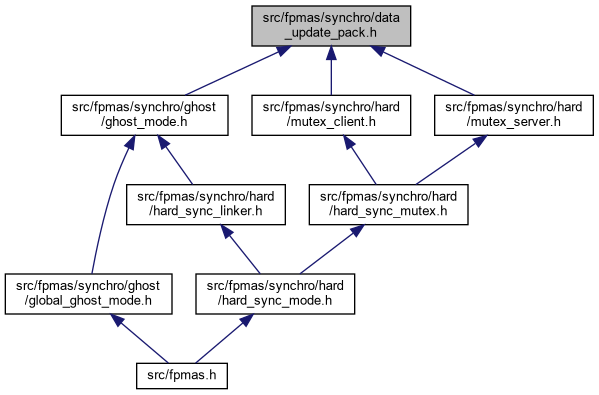 src/fpmas/synchro/data
_update_pack.h
src/fpmas/synchro/ghost
/ghost_mode.h
src/fpmas/synchro/hard
/mutex_client.h
src/fpmas/synchro/hard
/mutex_server.h
src/fpmas/synchro/hard
/hard_sync_linker.h
src/fpmas/synchro/hard
/hard_sync_mutex.h
src/fpmas/synchro/ghost
/global_ghost_mode.h
src/fpmas/synchro/hard
/hard_sync_mode.h
src/fpmas.h